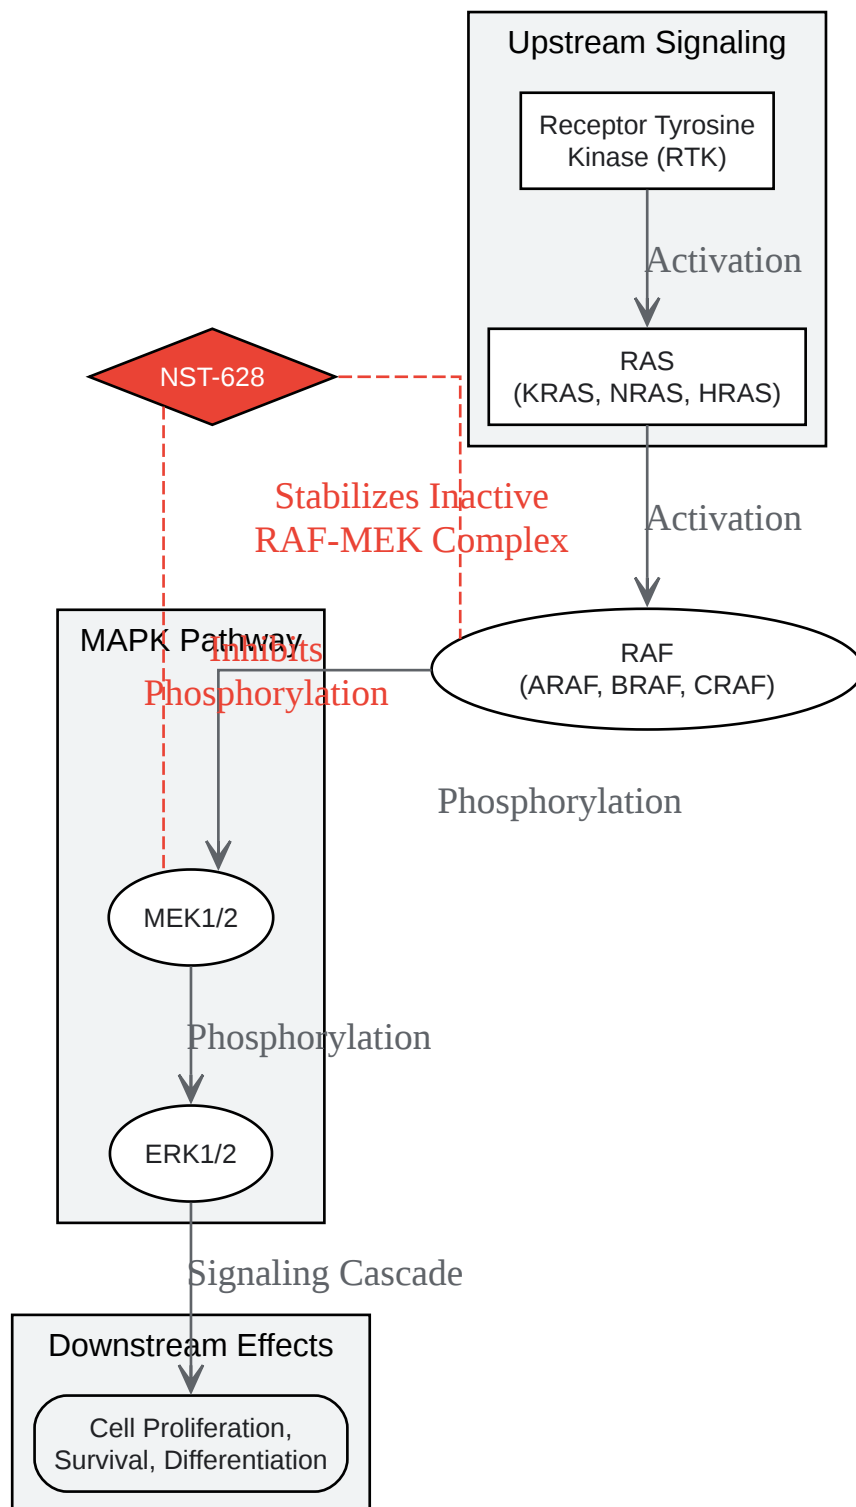 Upstream Signaling
Receptor Tyrosine
Kinase (RTK)
Activation
RAS
(KRAS, NRAS, HRAS)
NST-628
Stabilizes Inactive
RAF-MEK Complex
Activation
MAPK Pathway
Inhibits
Phosphorylation
RAF
(ARAF, BRAF, CRAF)
Phosphorylation
MEK1/2
Phosphorylation
ERK1/2
Signaling Cascade
Downstream Effects
Cell Proliferation,
Survival, Differentiation